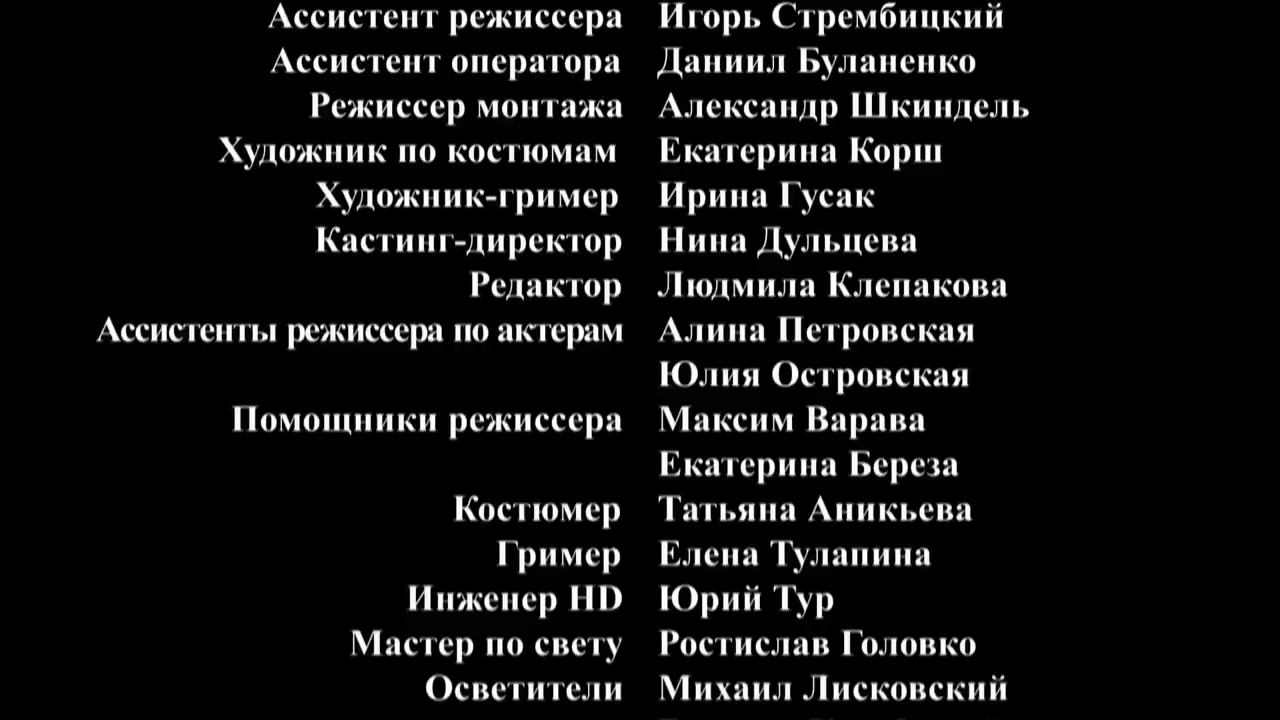 Ассистент режиссера Игорь Стрембицкий
Ассистент оператора Даниил Буланенко
Режиссер монтажа Александр Шкиндель
Художник по костюмам Екатерина Корш
Художник-гример Ирина Гусак
Кастинг-директор Нина Дульцева
Редактор Людмила Клепакова
Ассистенты режиссера по актерам Алина Петровская
Юлия Островская
Помощники режиссера Максим Варава
Екатерина Береза
Костюмер Татьяна Аникьева
Гример Елена Тулапина
Инженер HD Юрий Тур
Мастер по свету Ростислав Головко
Осветители Михаил Лисковский